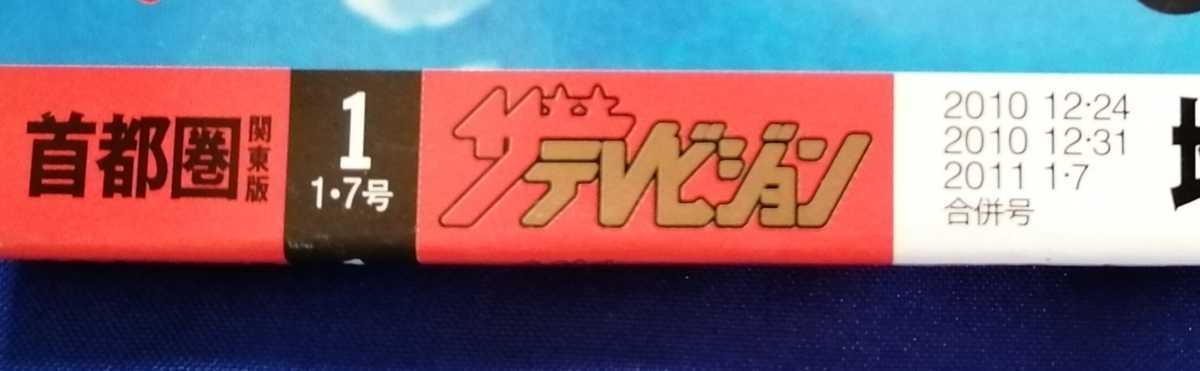 首都圏
関東版
1
1・7号
ザテレビジョン
2010 12・24
2010 12・31
2011 1・7
合併号